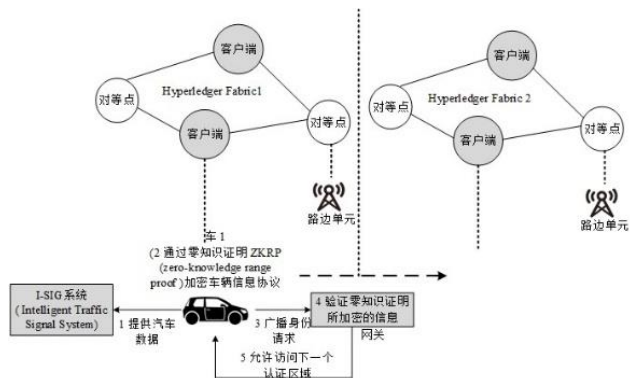 客户端
客户端
Hyperledger Fabric1
Hyperledger Fabric 2
对等点
对等点
对等点
对等点
客户端
客户端
路边单元
路边单元
车 1
(2 通过零知识证明 ZKRP
(zero-knowledge range
proof )加密车辆信息协议
I-SIG 系统
( Intelligent Traffic
Signal System)
1 提供汽车
数据
3 广播身份
请求
4 验证零知识证明
所加密的信息
网关
5 允许访问下一个
认证区域